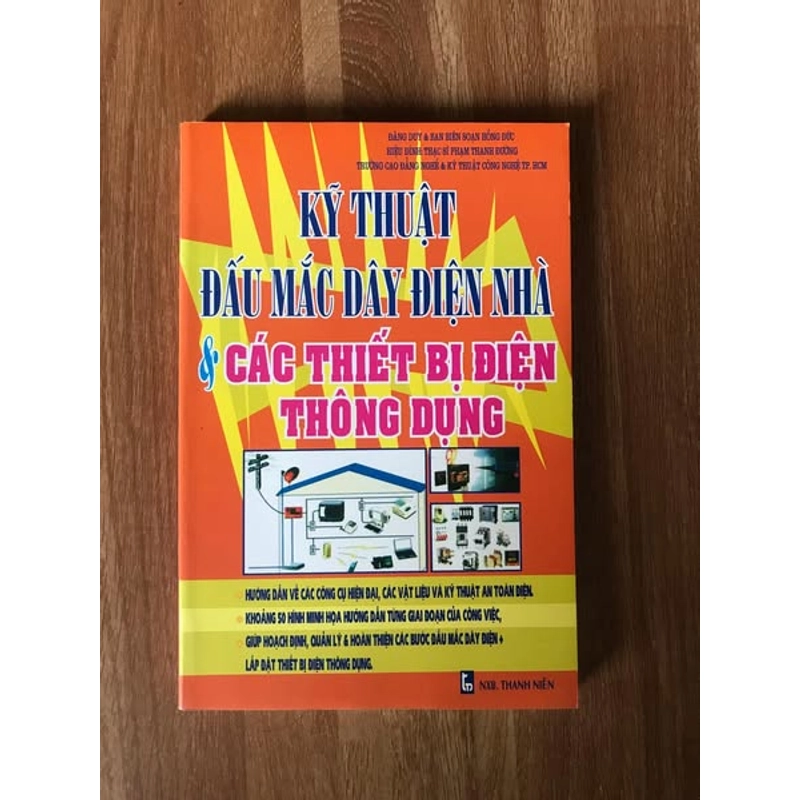 ĐĂNG DUY & BAN BIÊN SOẠN HỒNG ĐỨC
HIỆU ĐÍNH: THẠC SĨ PHẠM THANH ĐƯỜNG
TRƯỜNG CAO ĐẲNG NGHỀ & KỸ THUẬT CÔNG NGHỆ TP. HCM
KỸ THUẬT
ĐẤU MẮC DÂY ĐIỆN NHÀ
& CÁC THIẾT BỊ ĐIỆN
THÔNG DỤNG
HƯỚNG DẪN VỀ CÁC CÔNG CỤ HIỆN ĐẠI, CÁC VẬT LIỆU VÀ KỸ THUẬT AN TOÀN ĐIỆN.
KHOẢNG 50 HÌNH MINH HỌA HƯỚNG DẪN TỪNG GIAI ĐOẠN CỦA CÔNG VIỆC,
GIÚP HOẠCH ĐỊNH, QUẢN LÝ & HOÀN THIỆN CÁC BƯỚC ĐẤU MẮC DÂY ĐIỆN +
LẮP ĐẶT THIẾT BỊ ĐIỆN THÔNG DỤNG.
NXB. THANH NIÊN